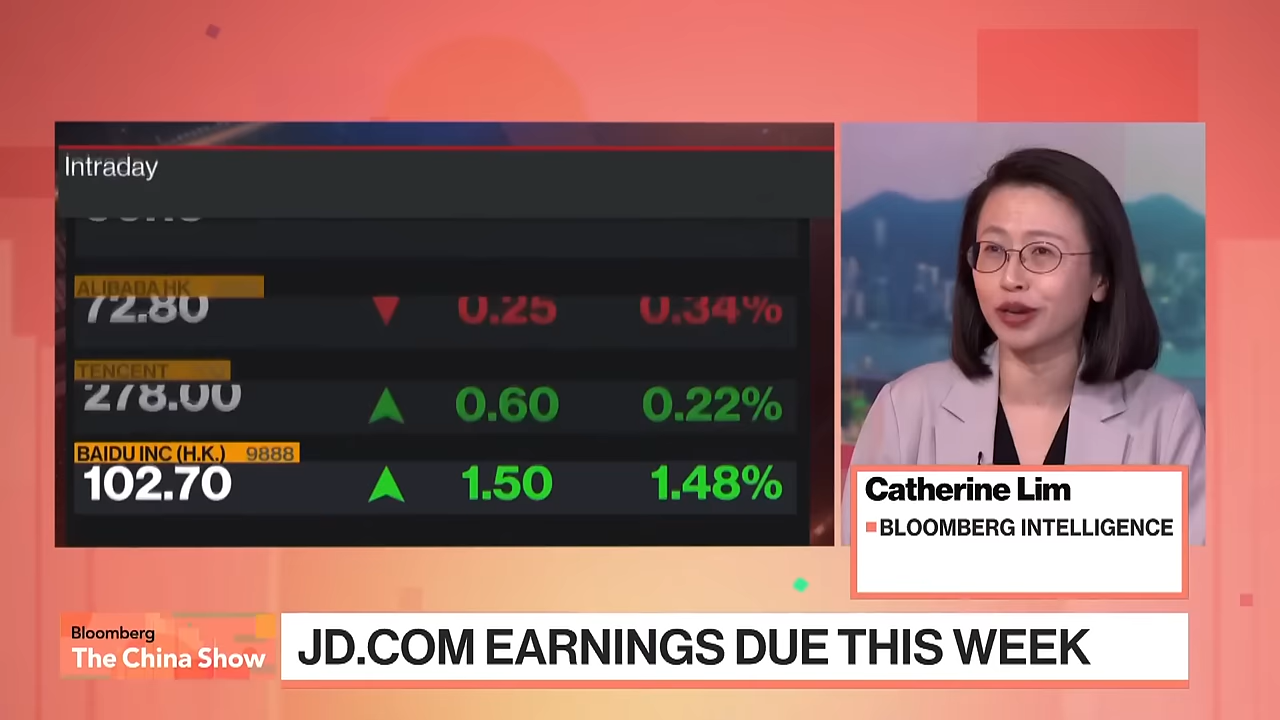 Intraday
ALIBABA HK
72.80 0.25 0.34%
TENCENT
278.00 0.60 0.22%
BAIDU INC (H.K.) 9888
102.70 1.50 1.48%
Catherine Lim
BLOOMBERG INTELLIGENCE
Bloomberg
The China Show
JD.COM EARNINGS DUE THIS WEEK